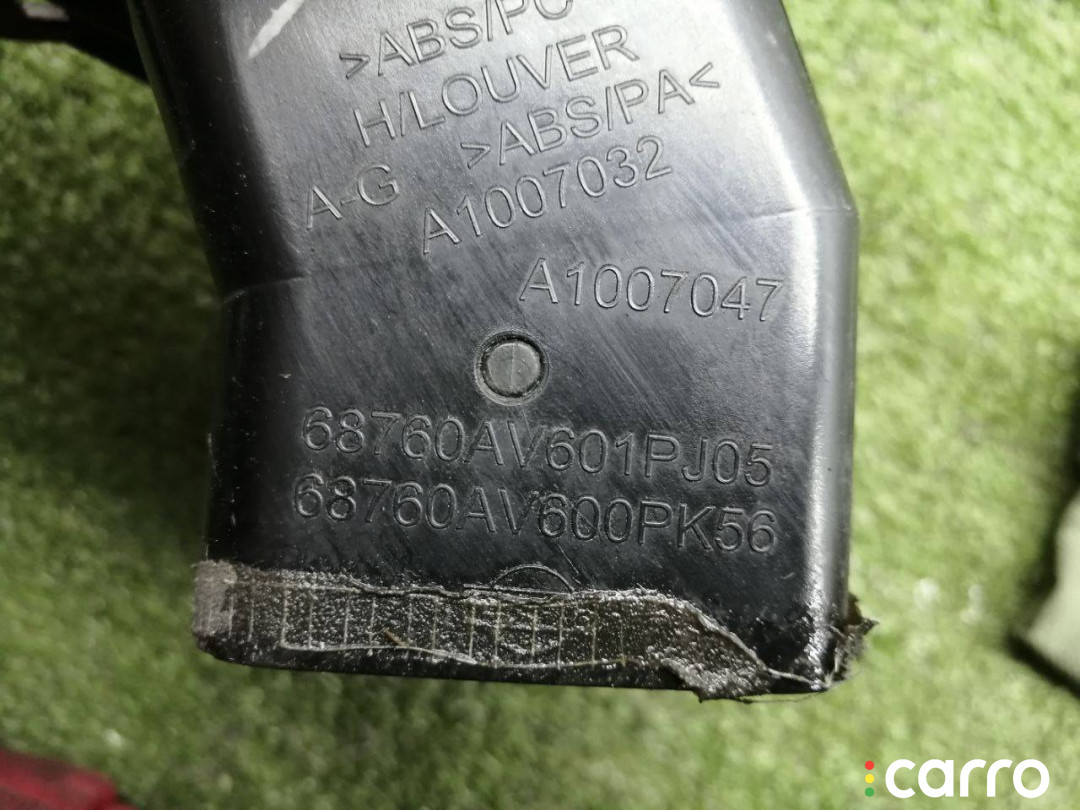 >ABS/PC
H/LOUVER
>ABS/PA<
A-G
A1007032
A1007047
68760AV601PJ05
68760AV600PK56
carro